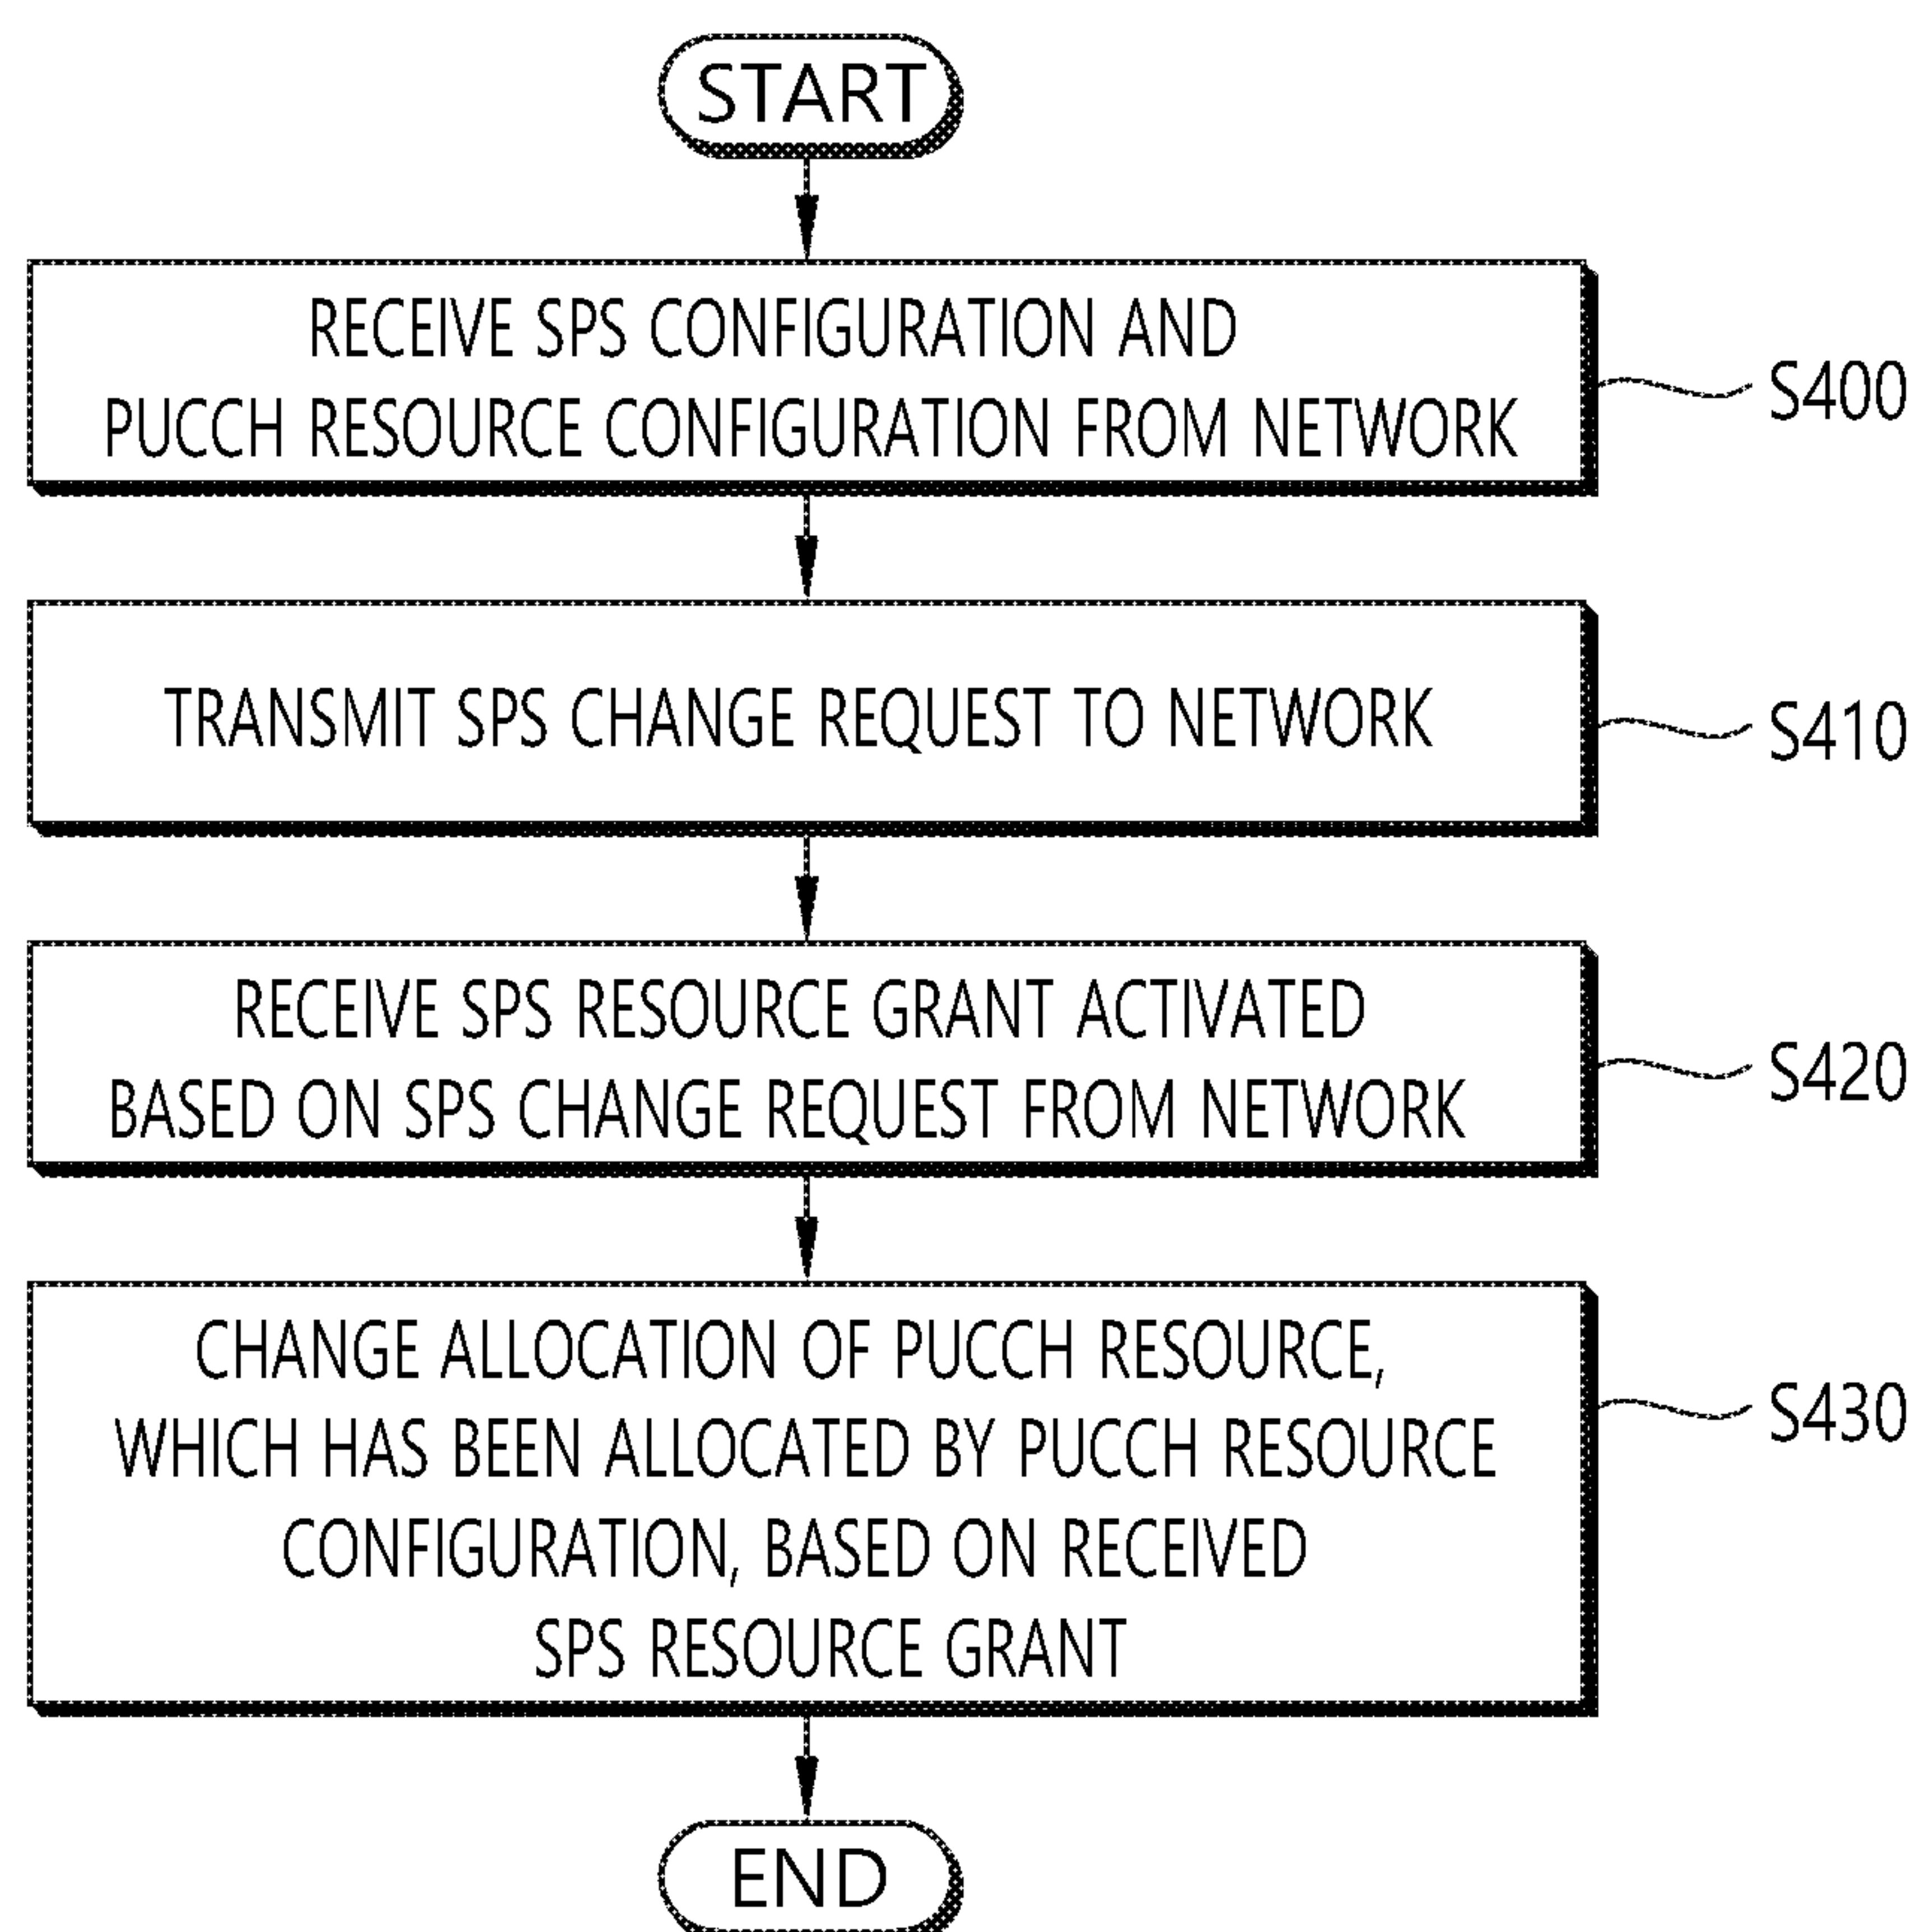 START
RECEIVE SPS CONFIGURATION AND
PUCCH RESOURCE CONFIGURATION FROM NETWORK
S400
TRANSMIT SPS CHANGE REQUEST TO NETWORK
S410
RECEIVE SPS RESOURCE GRANT ACTIVATED
BASED ON SPS CHANGE REQUEST FROM NETWORK
S420
CHANGE ALLOCATION OF PUCCH RESOURCE,
WHICH HAS BEEN ALLOCATED BY PUCCH RESOURCE
CONFIGURATION, BASED ON RECEIVED
SPS RESOURCE GRANT
S430
END